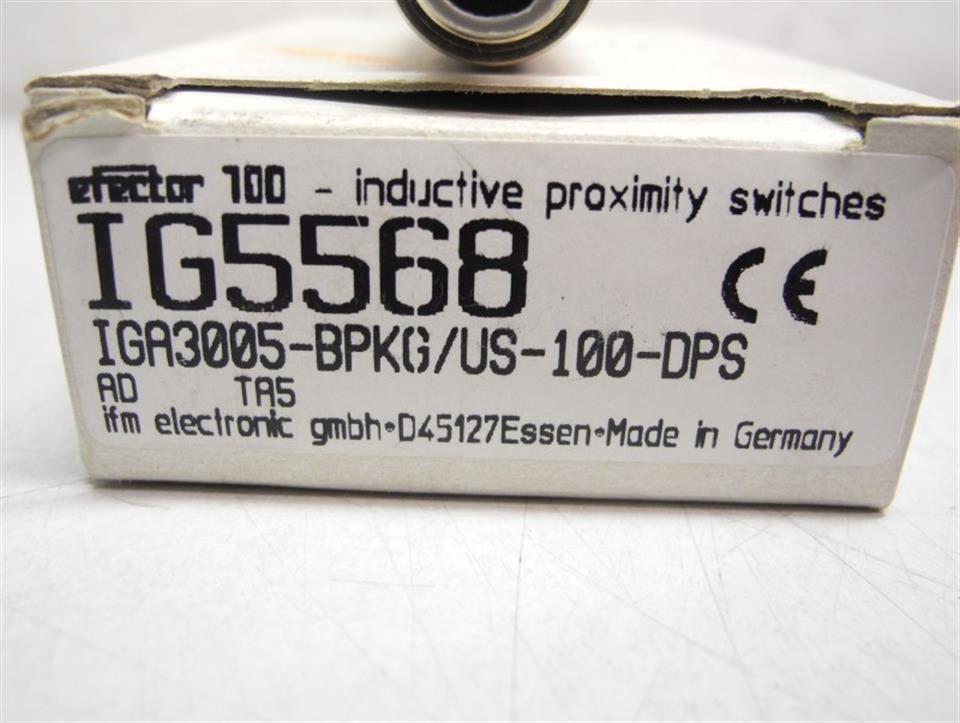 efector 100 - inductive proximity switches
IG5568
CE
IGA3005-BPKG/US-100-DPS
AD TA5
ifm electronic gmbh•D45127Essen•Made in Germany